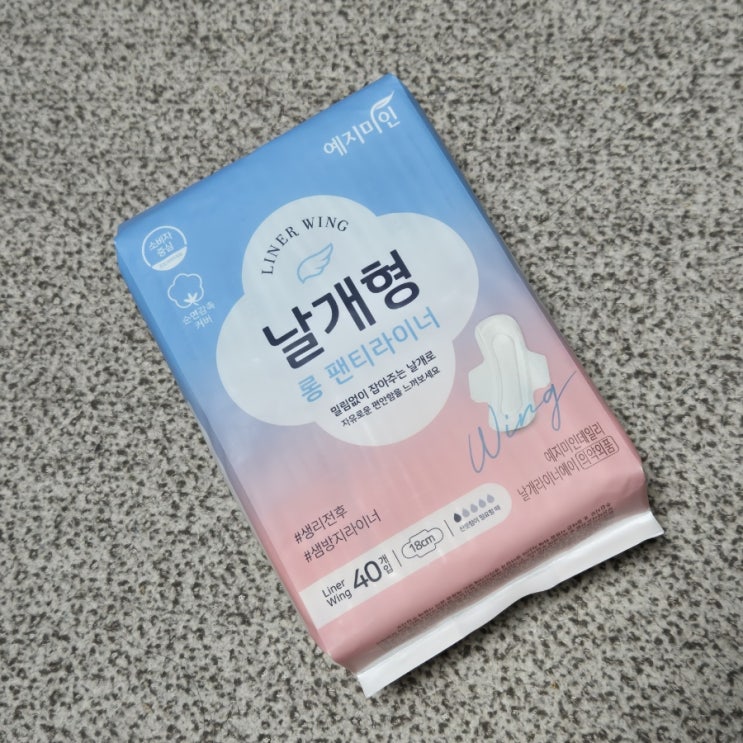 예지미인
소비자
중심
순면감촉
커버
LINER WING
날개형
롱 팬티라이너
밀림없이 잡아주는 날개로
자유로운 편안함을 느껴보세요
Wing
예지미인데일리
날개라이너에이 의약외품
#생리전후
#샘방지라이너
Liner
Wing
40개입
18cm